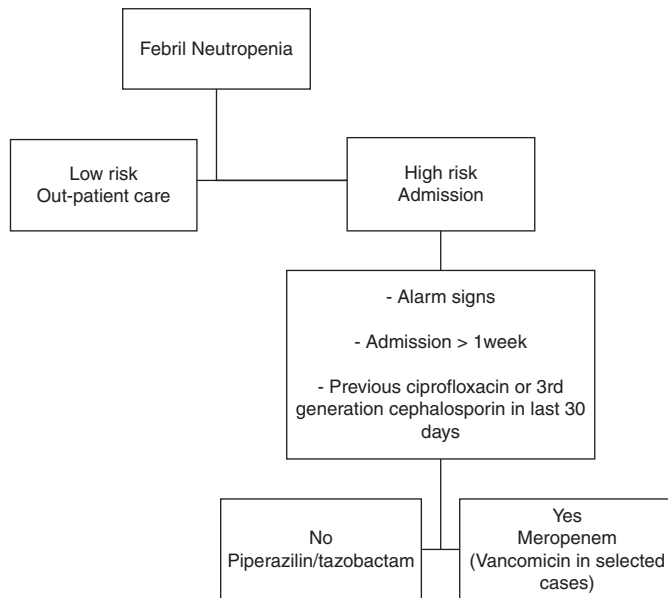 Febril Neutropenia
Low risk
Out-patient care
High risk
Admission
- Alarm signs
- Admission > 1week
- Previous ciprofloxacin or 3rd
generation cephalosporin in last 30
days
No
Piperazilin/tazobactam
Yes
Meropenem
(Vancomicin in selected
cases)